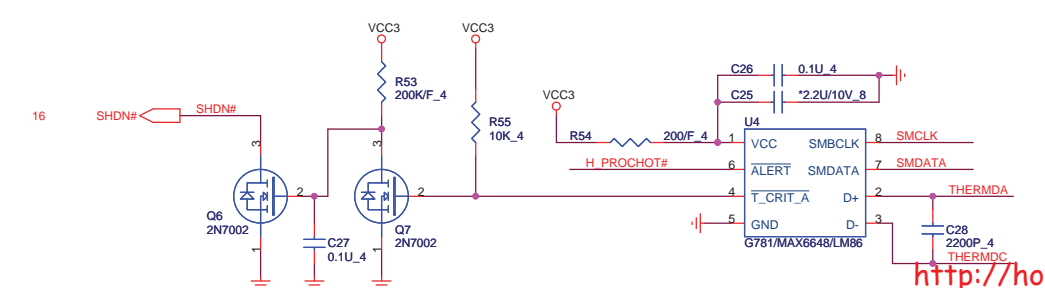 VCC3
VCC3
R53
200K/F_4
C26 0.1U_4
C25 *2.2U/10V_8
VCC3
16 SHDN# SHDN#
R55
10K_4
U4
R54 200/F_4
1 VCC SMBCLK 8 SMCLK
H_PROCHOT# 6 ALERT SMDATA 7 SMDATA
3 3
2 2 4 T_CRIT_A D+ 2 THERMDA
Q6
2N7002
Q7
2N7002
5 GND D- 3
1 1
C27
0.1U_4
G781/MAX6648/LM86
C28
2200P_4
THERMDC
http://ho